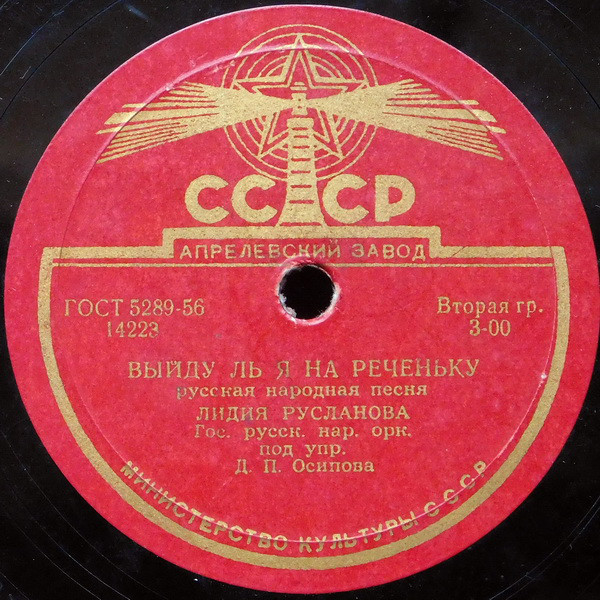 СССР
АПРЕЛЕВСКИЙ ЗАВОД
ГОСТ 5289-56
14223
Вторая гр.
3-00
ВЫЙДУ ЛЬ Я НА РЕЧЕНЬКУ
русская народная песня
ЛИДИЯ РУСЛАНОВА
Гос. русск. нар. орк.
под упр.
Д. П. Осипова
МИНИСТЕРСТВО КУЛЬТУРЫ СССР